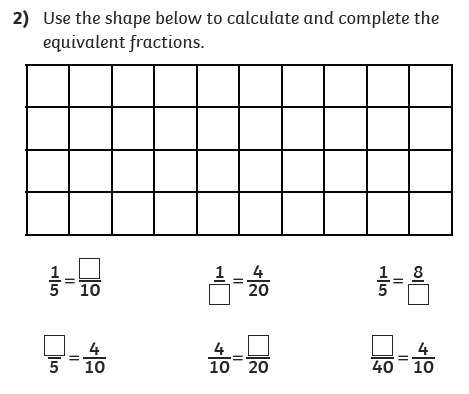 2) Use the shape below to calculate and complete the
equivalent fractions.
1/5 = □/10    1/□ = 4/20    1/5 = 8/□
□/5 = 4/10    4/10 = □/20    □/40 = 4/10